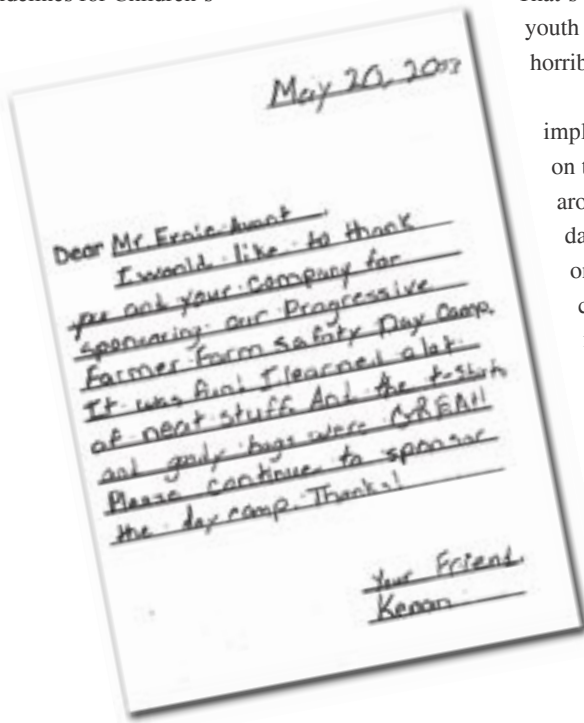 idelines for Children's
That's
youth
horrib
impl
on t
aro
da
or
c
May 20, 2003
Dear Mr. Ernie Avant
I would like to thank
you and your company for
sponsoring our Progressive
Farmer Farm Safety Day Camp.
It was fun! I learned a lot
of neat stuff. And the t-shirts
and goody bags were GREAT!
Please continue to sponsor
the day camp. Thanks!
Your Friend,
Kenan